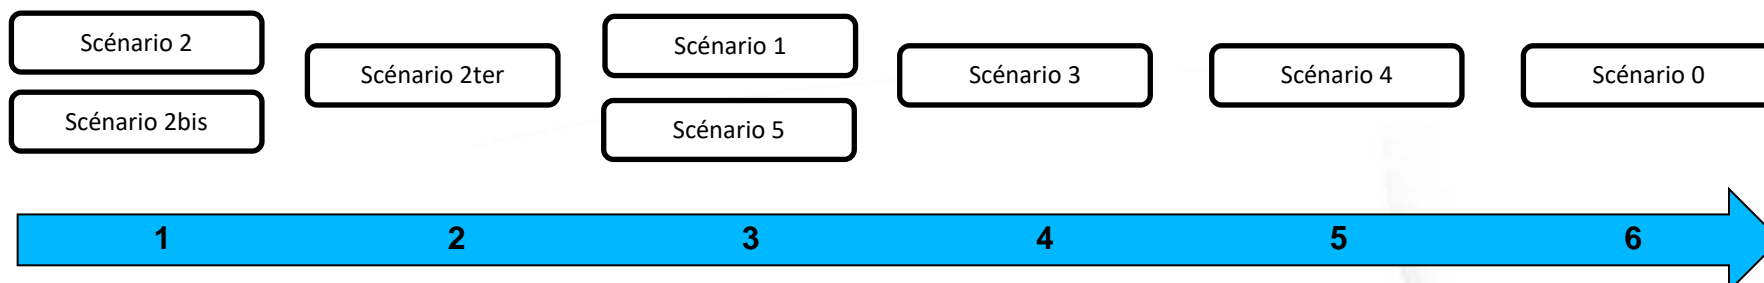 Scénario 2
Scénario 2bis
Scénario 2ter
Scénario 1
Scénario 5
Scénario 3
Scénario 4
Scénario 0
1 2 3 4 5 6